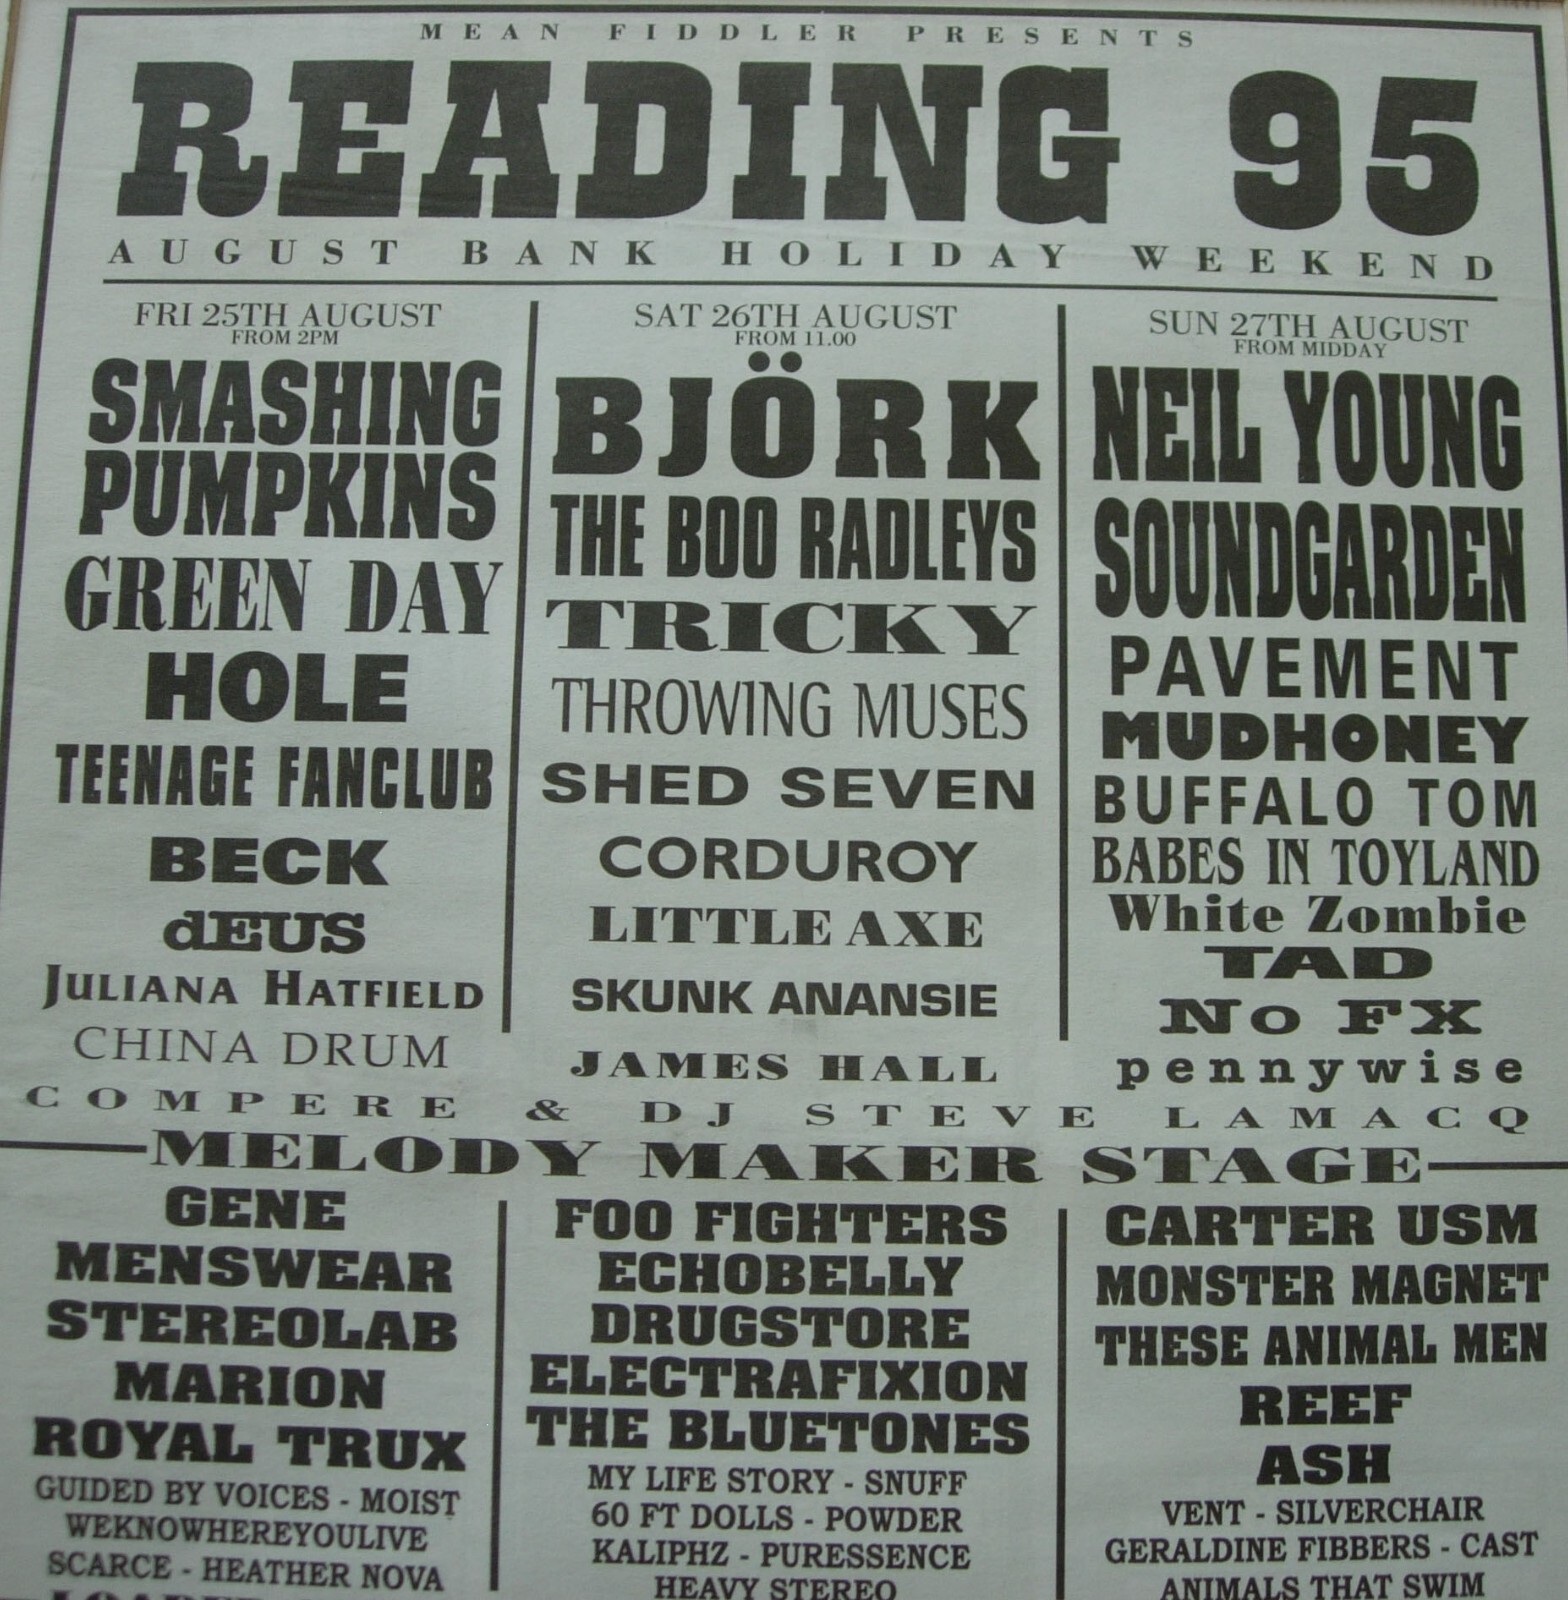 MEAN FIDDLER PRESENTS
READING 95
AUGUST BANK HOLIDAY WEEKEND
FRI 25TH AUGUST
FROM 2PM
SMASHING
PUMPKINS
GREEN DAY
HOLE
TEENAGE FANCLUB
BECK
dEUS
JULIANA HATFIELD
CHINA DRUM
SAT 26TH AUGUST
FROM 11.00
BJÖRK
THE BOO RADLEYS
TRICKY
THROWING MUSES
SHED SEVEN
CORDUROY
LITTLE AXE
SKUNK ANANSIE
JAMES HALL
SUN 27TH AUGUST
FROM MIDDAY
NEIL YOUNG
SOUNDGARDEN
PAVEMENT
MUDHONEY
BUFFALO TOM
BABES IN TOYLAND
White Zombie
TAD
No FX
pennywise
COMPERE & DJ STEVE LAMACQ
MELODY MAKER STAGE
GENE
MENSWEAR
STEREOLAB
MARION
ROYAL TRUX
GUIDED BY VOICES - MOIST
WEKNOWHEREYOULIVE
SCARCE - HEATHER NOVA
FOO FIGHTERS
ECHOBELLY
DRUGSTORE
ELECTRAFIXION
THE BLUETONES
MY LIFE STORY - SNUFF
60 FT DOLLS - POWDER
KALIPHZ - PURESSENCE
HEAVY STEREO
CARTER USM
MONSTER MAGNET
THESE ANIMAL MEN
REEF
ASH
VENT - SILVERCHAIR
GERALDINE FIBBERS - CAST
ANIMALS THAT SWIM